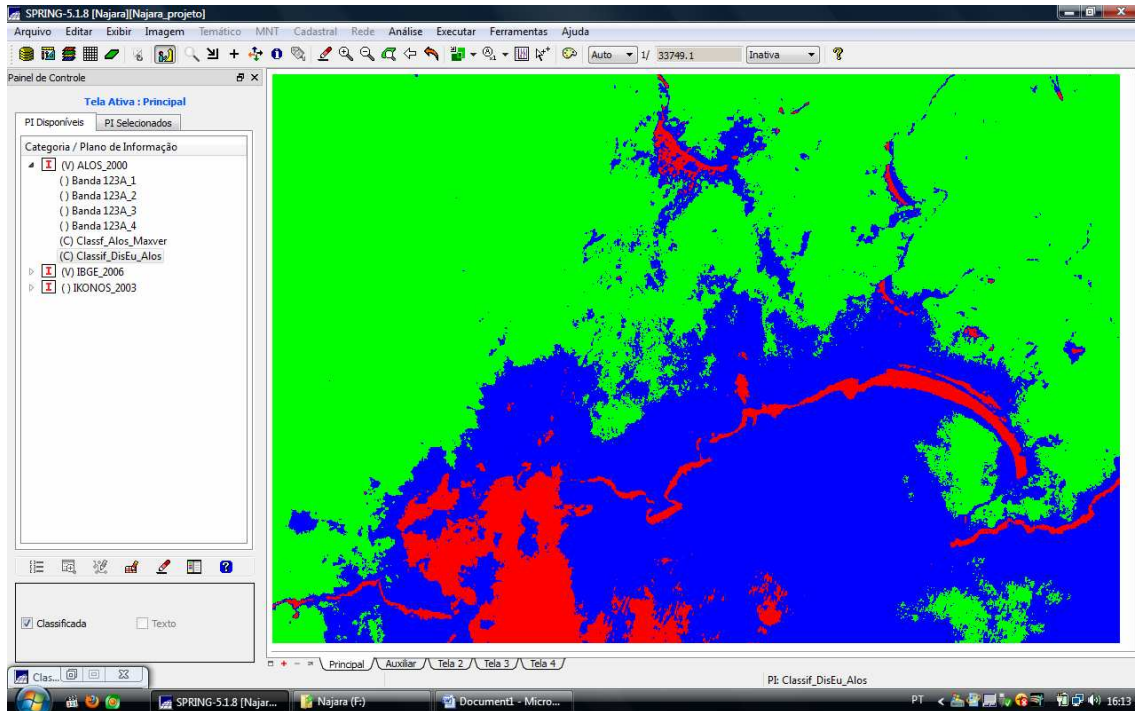 SPRING-5.1.8 [Najara][Najara_projeto]
Arquivo Editar Exibir Imagem Temático MNT Cadastral Rede Análise Executar Ferramentas Ajuda
Auto 1/ 33749.1 Inativa
Painel de Controle
Tela Ativa : Principal
PI Disponíveis PI Selecionados
Categoria / Plano de Informação
(V) ALOS_2000
( ) Banda 123A_1
( ) Banda 123A_2
( ) Banda 123A_3
( ) Banda 123A_4
(C) Classf_Alos_Maxver
(C) Classif_DisEu_Alos
(V) IBGE_2006
( ) IKONOS_2003
Classificada Texto
Principal Auxiliar Tela 2 Tela 3 Tela 4
Clas...
PI: Classif_DisEu_Alos
SPRING-5.1.8 [Najar... Najara (F:) Document1 - Micro... PT 16:13